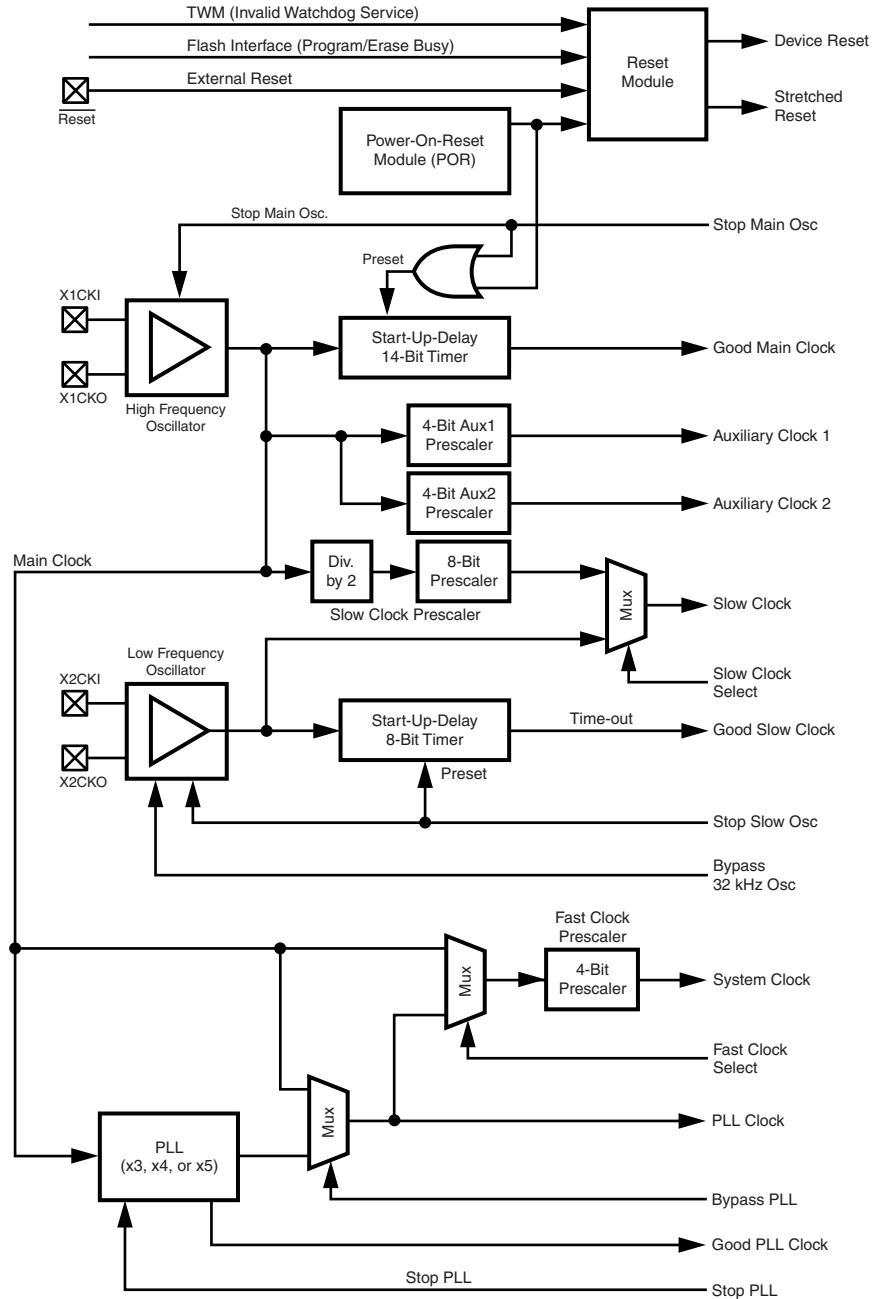 TWM (Invalid Watchdog Service)
Flash Interface (Program/Erase Busy)
External Reset
Reset
Reset
Module
Device Reset
Stretched
Reset
Power-On-Reset
Module (POR)
Stop Main Osc.
Stop Main Osc
Preset
X1CKI
X1CKO
High Frequency
Oscillator
Start-Up-Delay
14-Bit Timer
Good Main Clock
4-Bit Aux1
Prescaler
Auxiliary Clock 1
4-Bit Aux2
Prescaler
Auxiliary Clock 2
Main Clock
Div.
by 2
8-Bit
Prescaler
Slow Clock Prescaler
Mux
Slow Clock
Slow Clock
Select
Low Frequency
Oscillator
X2CKI
X2CKO
Start-Up-Delay
8-Bit Timer
Time-out
Good Slow Clock
Preset
Stop Slow Osc
Bypass
32 kHz Osc
Fast Clock
Prescaler
Mux
4-Bit
Prescaler
System Clock
Fast Clock
Select
Mux
PLL Clock
PLL
(x3, x4, or x5)
Bypass PLL
Good PLL Clock
Stop PLL
Stop PLL